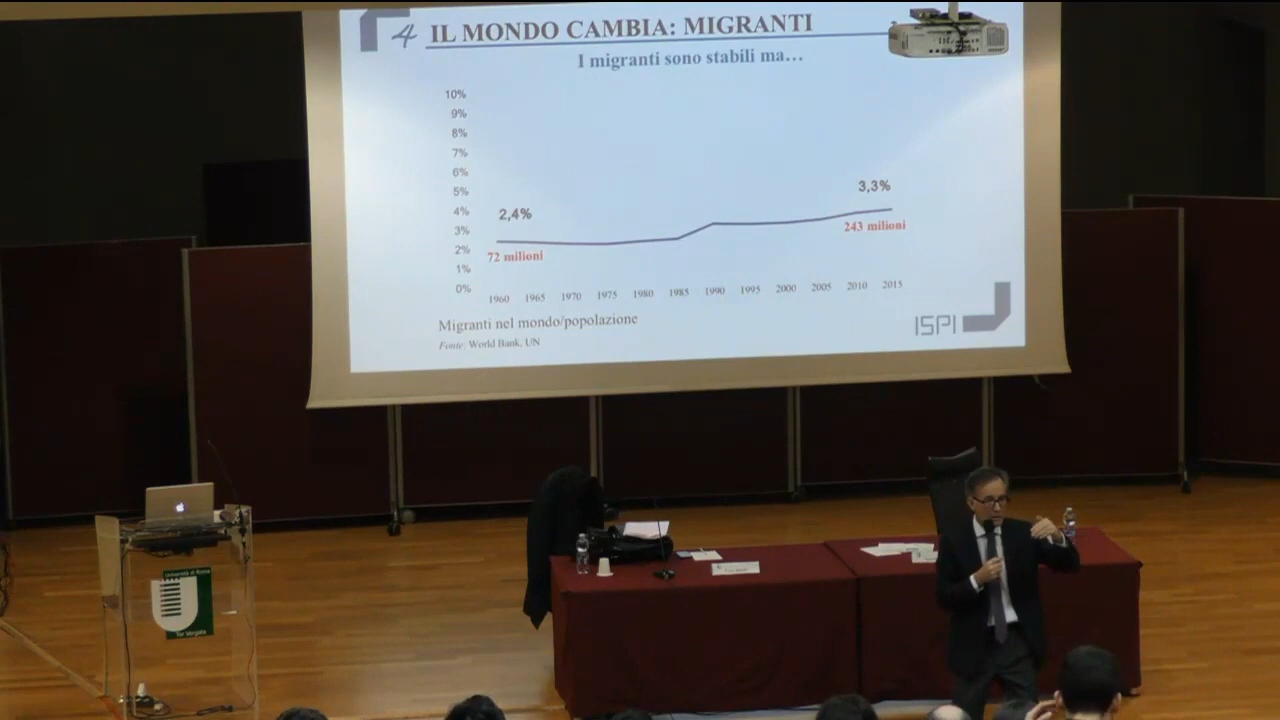 4 IL MONDO CAMBIA: MIGRANTI
I migranti sono stabili ma...
10%
9%
8%
7%
6%
5%
4%
3%
2%
1%
0%
2,4%
72 milioni
3,3%
243 milioni
1960 1965 1970 1975 1980 1985 1990 1995 2000 2005 2010 2015
Migranti nel mondo/popolazione
Fonte: World Bank, UN
ISPI
Università di Roma
Tor Vergata